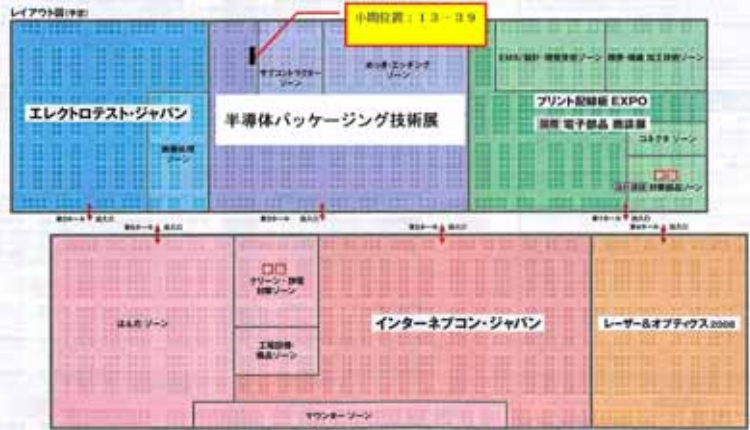 レイアウト図(予定)
小間位置：１３－３９
サブコントラクター
ゾーン
めっき・エッチング
ゾーン
エレクトロテスト・ジャパン
半導体パッケージング技術展
プリント配線板 EXPO
国際 電子部品 商談展
コネクタ ゾーン
ゾーン
クリーン・静電
対策ゾーン
はんだ ゾーン
インターネプコン・ジャパン
レーザー&オプティクス2008
工場設備・
備品ゾーン
マウンター ゾーン